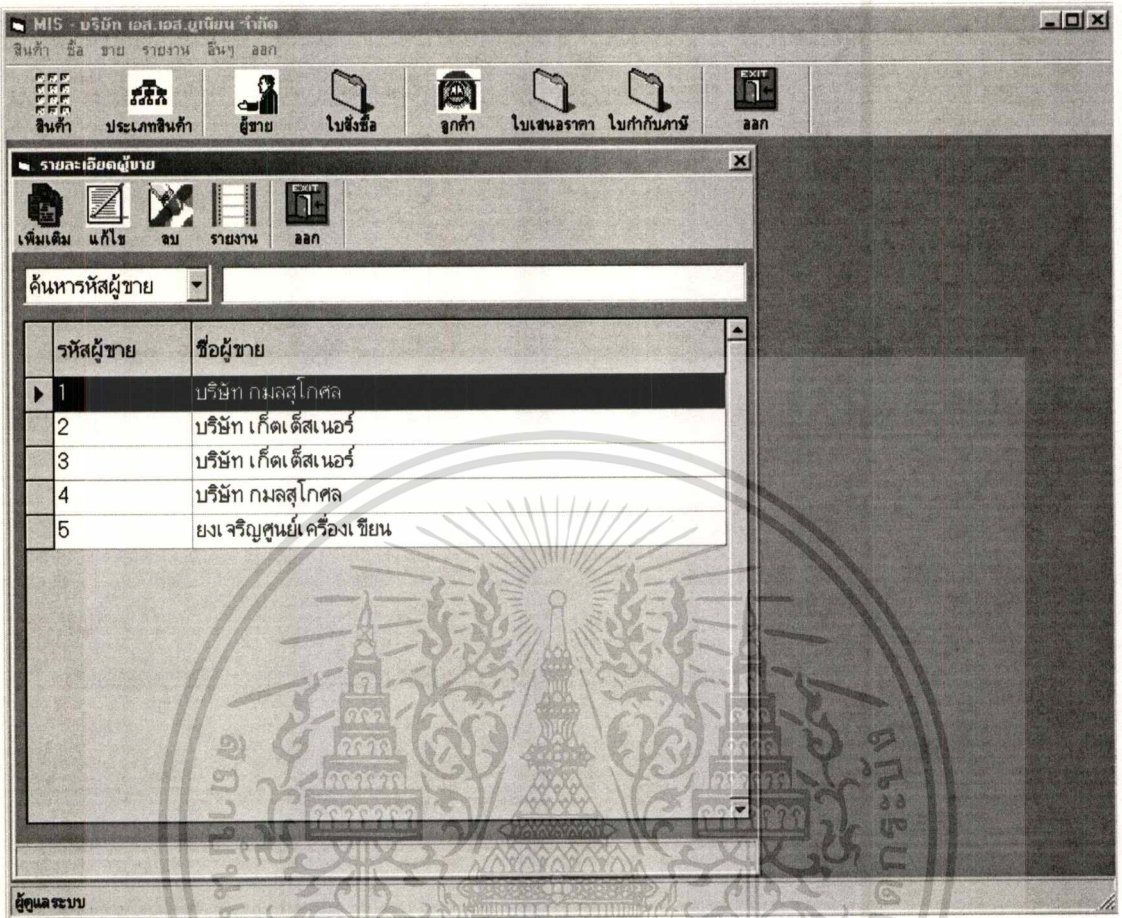 MIS - บริษัท เอส.เอส.ยูเนียน จำกัด
สินค้า ซื้อ ขาย รายงาน อื่นๆ ออก
EXIT
สินค้า ประเภทสินค้า ผู้ขาย ใบสั่งซื้อ ลูกค้า ใบเสนอราคา ใบกำกับภาษี ออก
รายละเอียดผู้ขาย
EXIT
เพิ่มเติม แก้ไข ลบ รายงาน ออก
ค้นหารหัสผู้ขาย
รหัสผู้ขาย ชื่อผู้ขาย
1 บริษัท กมลสุโกศล
2 บริษัท เก็ตเต็สเนอร์
3 บริษัท เก็ตเต็สเนอร์
4 บริษัท กมลสุโกศล
5 ยงเจริญศูนย์เครื่องเขียน
ผู้ดูแลระบบ